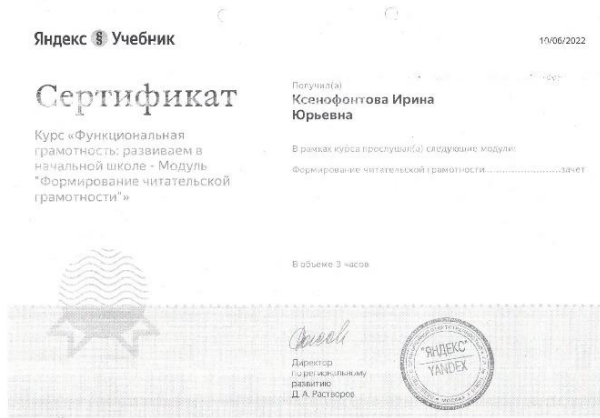 Яндекс § Учебник
10/06/2022
Сертификат
Курс «Функциональная
грамотность: развиваем в
начальной школе - Модуль
"Формирование читательской
грамотности"»
Получил(а)
Ксенофонтова Ирина
Юрьевна
В рамках курса прослушал(а) следующие модули:
Формирование читательской грамотности..........................зачет
В объеме 3 часов
Директор
по региональному
развитию
Д. А. Растворов
"ЯНДЕКС"
YANDEX
МОСКВА